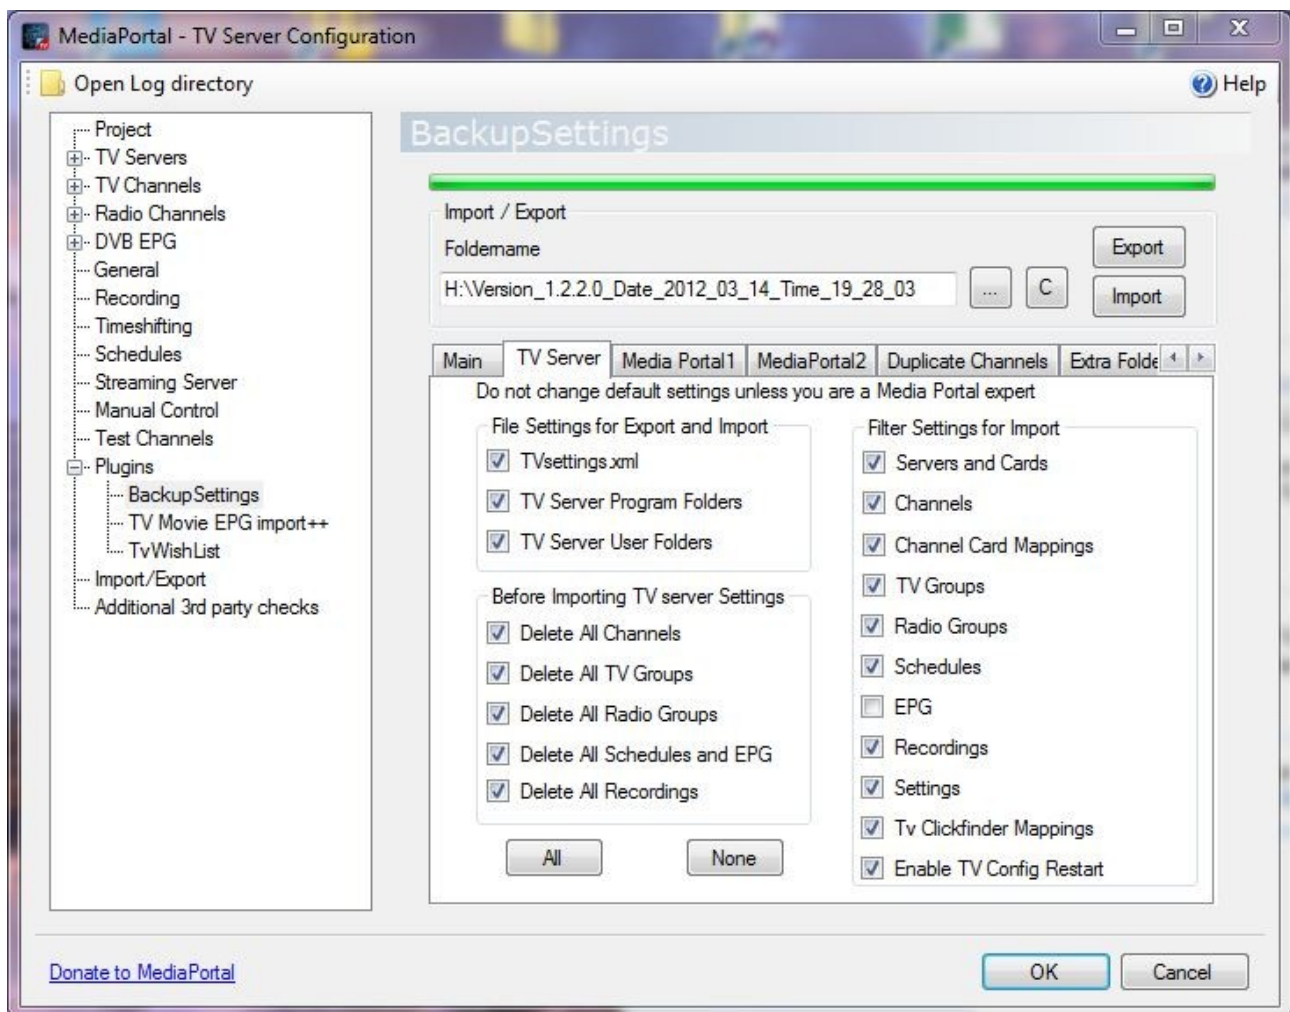 MediaPortal - TV Server Configuration
Open Log directory
Help
Project
TV Servers
TV Channels
Radio Channels
DVB EPG
General
Recording
Timeshifting
Schedules
Streaming Server
Manual Control
Test Channels
Plugins
BackupSettings
TV Movie EPG import++
TvWishList
Import/Export
Additional 3rd party checks
BackupSettings
Import / Export
Foldername
H:\Version_1.2.2.0_Date_2012_03_14_Time_19_28_03
...
C
Export
Import
Main
TV Server
Media Portal1
MediaPortal2
Duplicate Channels
Extra Folde
Do not change default settings unless you are a Media Portal expert
File Settings for Export and Import
TVsettings.xml
TV Server Program Folders
TV Server User Folders
Before Importing TV server Settings
Delete All Channels
Delete All TV Groups
Delete All Radio Groups
Delete All Schedules and EPG
Delete All Recordings
All
None
Filter Settings for Import
Servers and Cards
Channels
Channel Card Mappings
TV Groups
Radio Groups
Schedules
EPG
Recordings
Settings
Tv Clickfinder Mappings
Enable TV Config Restart
Donate to MediaPortal
OK
Cancel